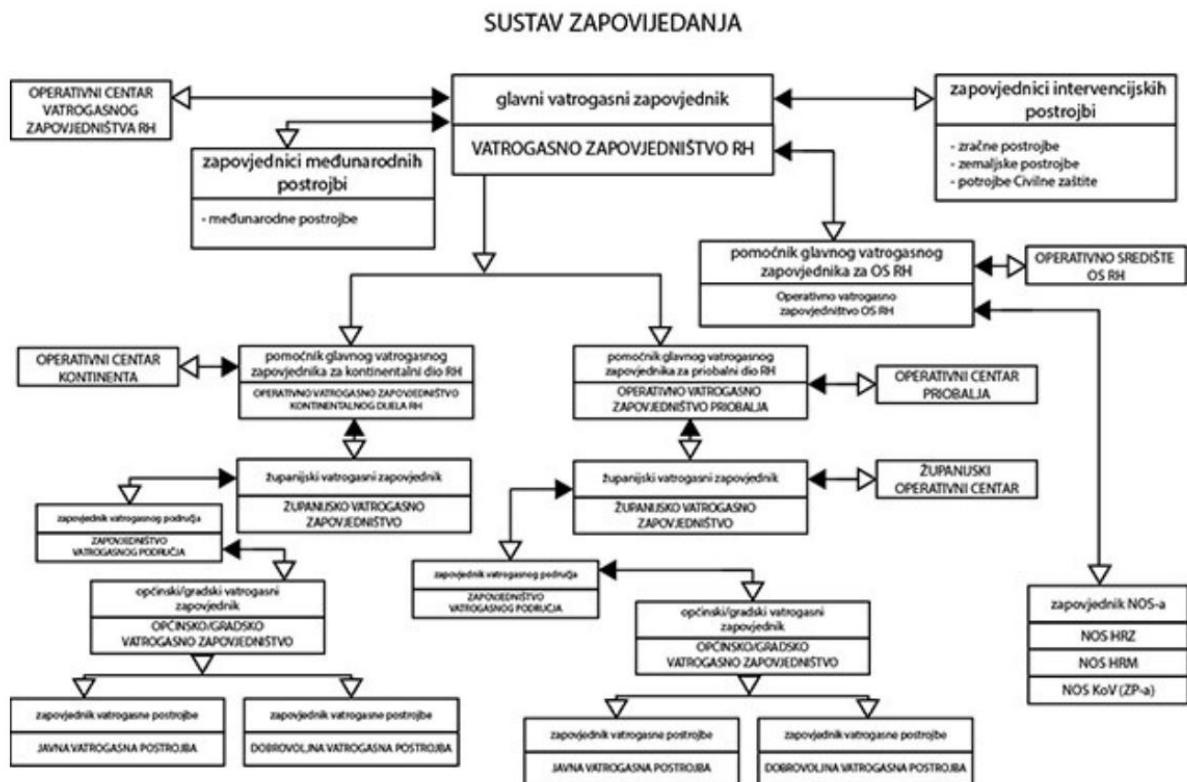 SUSTAV ZAPOVIJEDANJA
OPERATIVNI CENTAR
VATROGASNOG
ZAPOVJEDNIŠTVA RH
glavni vatrogasni zapovjednik
VATROGASNO ZAPOVJEDNIŠTVO RH
zapovjednici intervencijskih
postrojbi
- zračne postrojbe
- zemaljske postrojbe
- potrojbe Civilne zaštite
zapovjednici međunarodnih
postrojbi
- međunarodne postrojbe
pomočnik glavnog vatrogasnog
zapovjednika za OS RH
Operativno vatrogasno
zapovjedništvo OS RH
OPERATIVNO SREDIŠTE
OS RH
OPERATIVNI CENTAR
KONTINENTA
pomočnik glavnog vatrogasnog
zapovjednika za kontinentalni dio RH
OPERATIVNO VATROGASNO ZAPOVJEDNIŠTVO
KONTINENTALNOG DIJELA RH
pomočnik glavnog vatrogasnog
zapovjednika za priobalni dio RH
OPERATIVNO VATROGASNO
ZAPOVJEDNIŠTVO PRIOBALJA
OPERATIVNI CENTAR
PRIOBALJA
županijski vatrogasni zapovjednik
ŽUPANIJSKO VATROGASNO
ZAPOVJEDNIŠTVO
županijski vatrogasni zapovjednik
ŽUPANIJSKO VATROGASNO
ZAPOVJEDNIŠTVO
ŽUPANIJSKI
OPERATIVNI CENTAR
zapovjednik vatrogasnog područja
ZAPOVJEDNIŠTVO
VATROGASNOG PODRUČJA
zapovjednik vatrogasnog područja
ZAPOVJEDNIŠTVO
VATROGASNOG PODRUČJA
općinski/gradski vatrogasni
zapovjednik
OPĆINSKO/GRADSKO
VATROGASNO ZAPOVJEDNIŠTVO
općinski/gradski vatrogasni
zapovjednik
OPĆINSKO/GRADSKO
VATROGASNO ZAPOVJEDNIŠTVO
zapovjednik NOS-a
NOS HRZ
NOS HRM
NOS KoV (ZP-a)
zapovjednik vatrogasne postrojbe
JAVNA VATROGASNA POSTROJBA
zapovjednik vatrogasne postrojbe
DOBROVOLJNA VATROGASNA POSTROJBA
zapovjednik vatrogasne postrojbe
JAVNA VATROGASNA POSTROJBA
zapovjednik vatrogasne postrojbe
DOBROVOLJNA VATROGASNA POSTROJBA